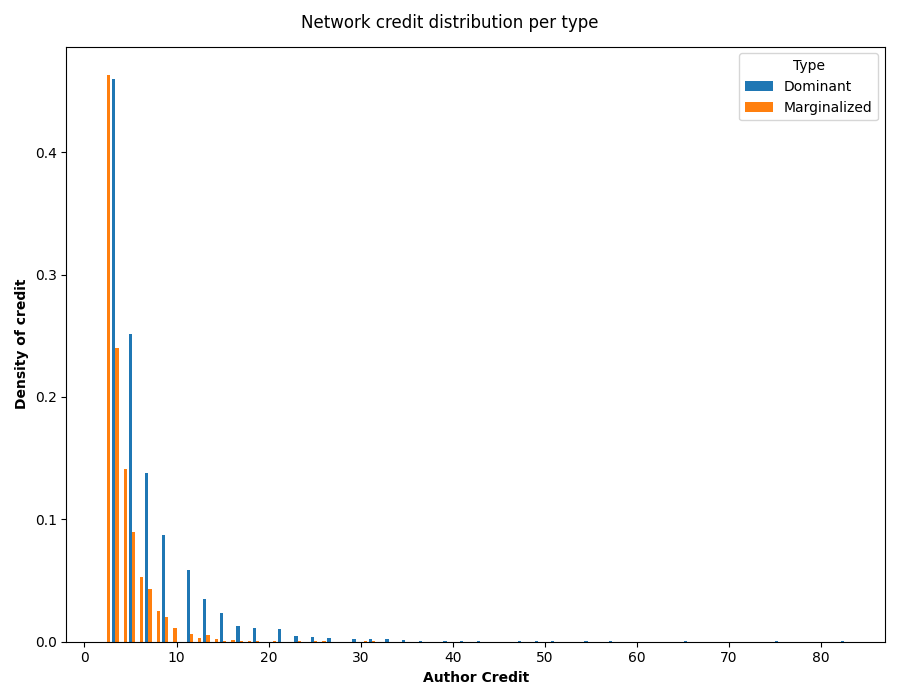 Network credit distribution per type
Type
Dominant
Marginalized
Density of credit
0.4
0.3
0.2
0.1
0.0
0 10 20 30 40 50 60 70 80
Author Credit